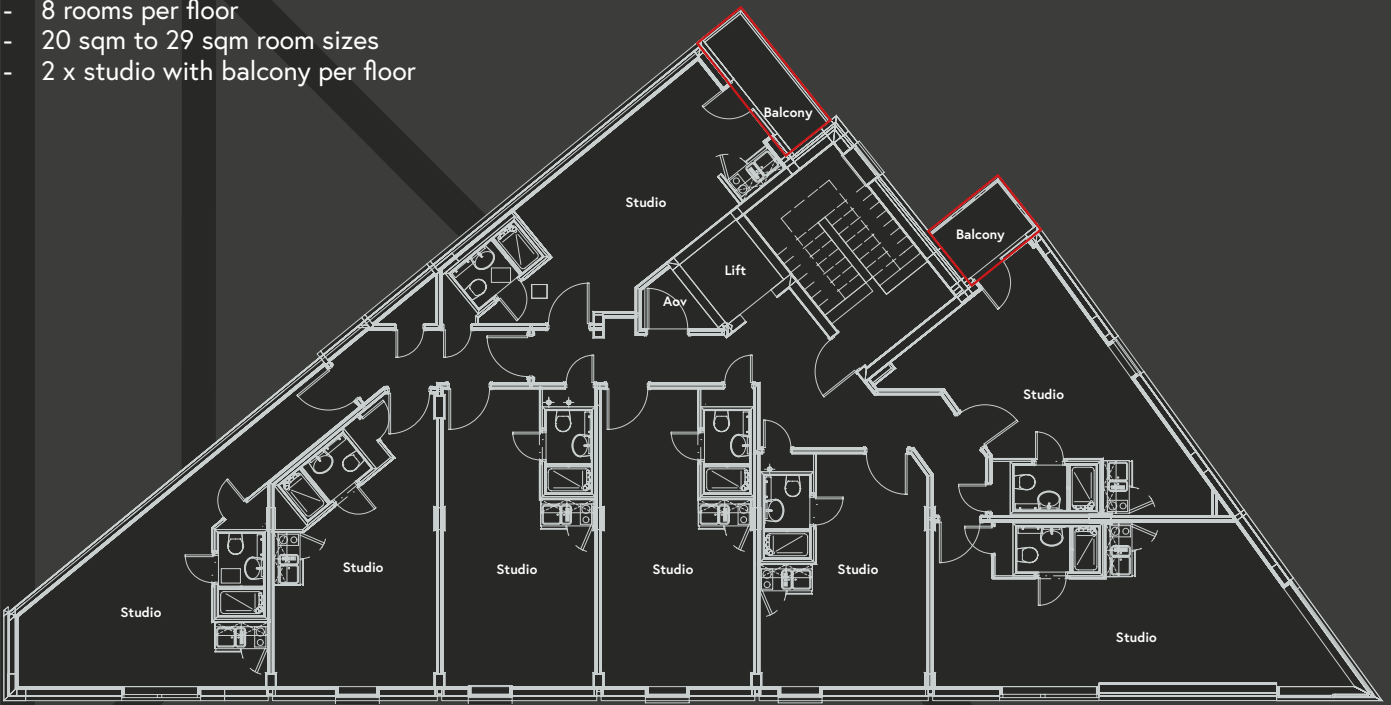 - 8 rooms per floor
- 20 sqm to 29 sqm room sizes
- 2 x studio with balcony per floor
Balcony
Studio
Balcony
Lift
Aov
Studio
Studio
Studio
Studio
Studio
Studio
Studio